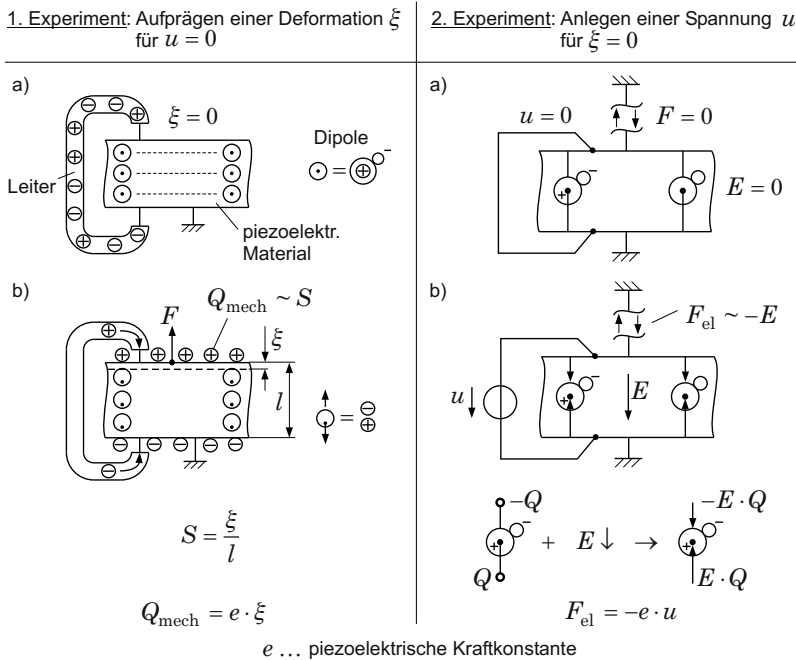 1. Experiment: Aufprägen einer Deformation ξ
für u = 0
a)
ξ = 0
Dipole
Leiter
piezoelektr.
Material
b)
Q_mech ~ S
F
ξ
l
S = ξ/l
Q_mech = e · ξ
2. Experiment: Anlegen einer Spannung u
für ξ = 0
a)
u = 0
F = 0
E = 0
b)
F_el ~ −E
u
E
−Q
−E · Q
+ E ↓ →
Q
E · Q
F_el = −e · u
e ... piezoelektrische Kraftkonstante